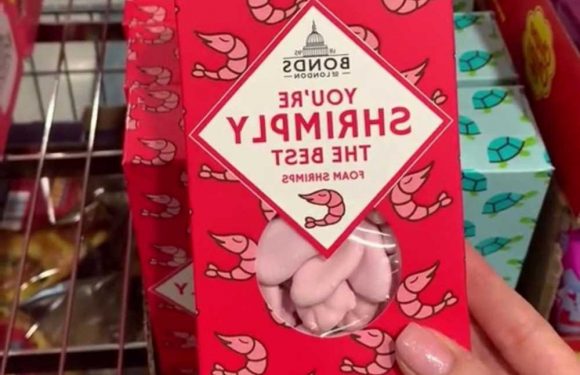 BONDS
OF LONDON
YOU'RE
SHRIMPLY
THE BEST
FOAM SHRIMPS